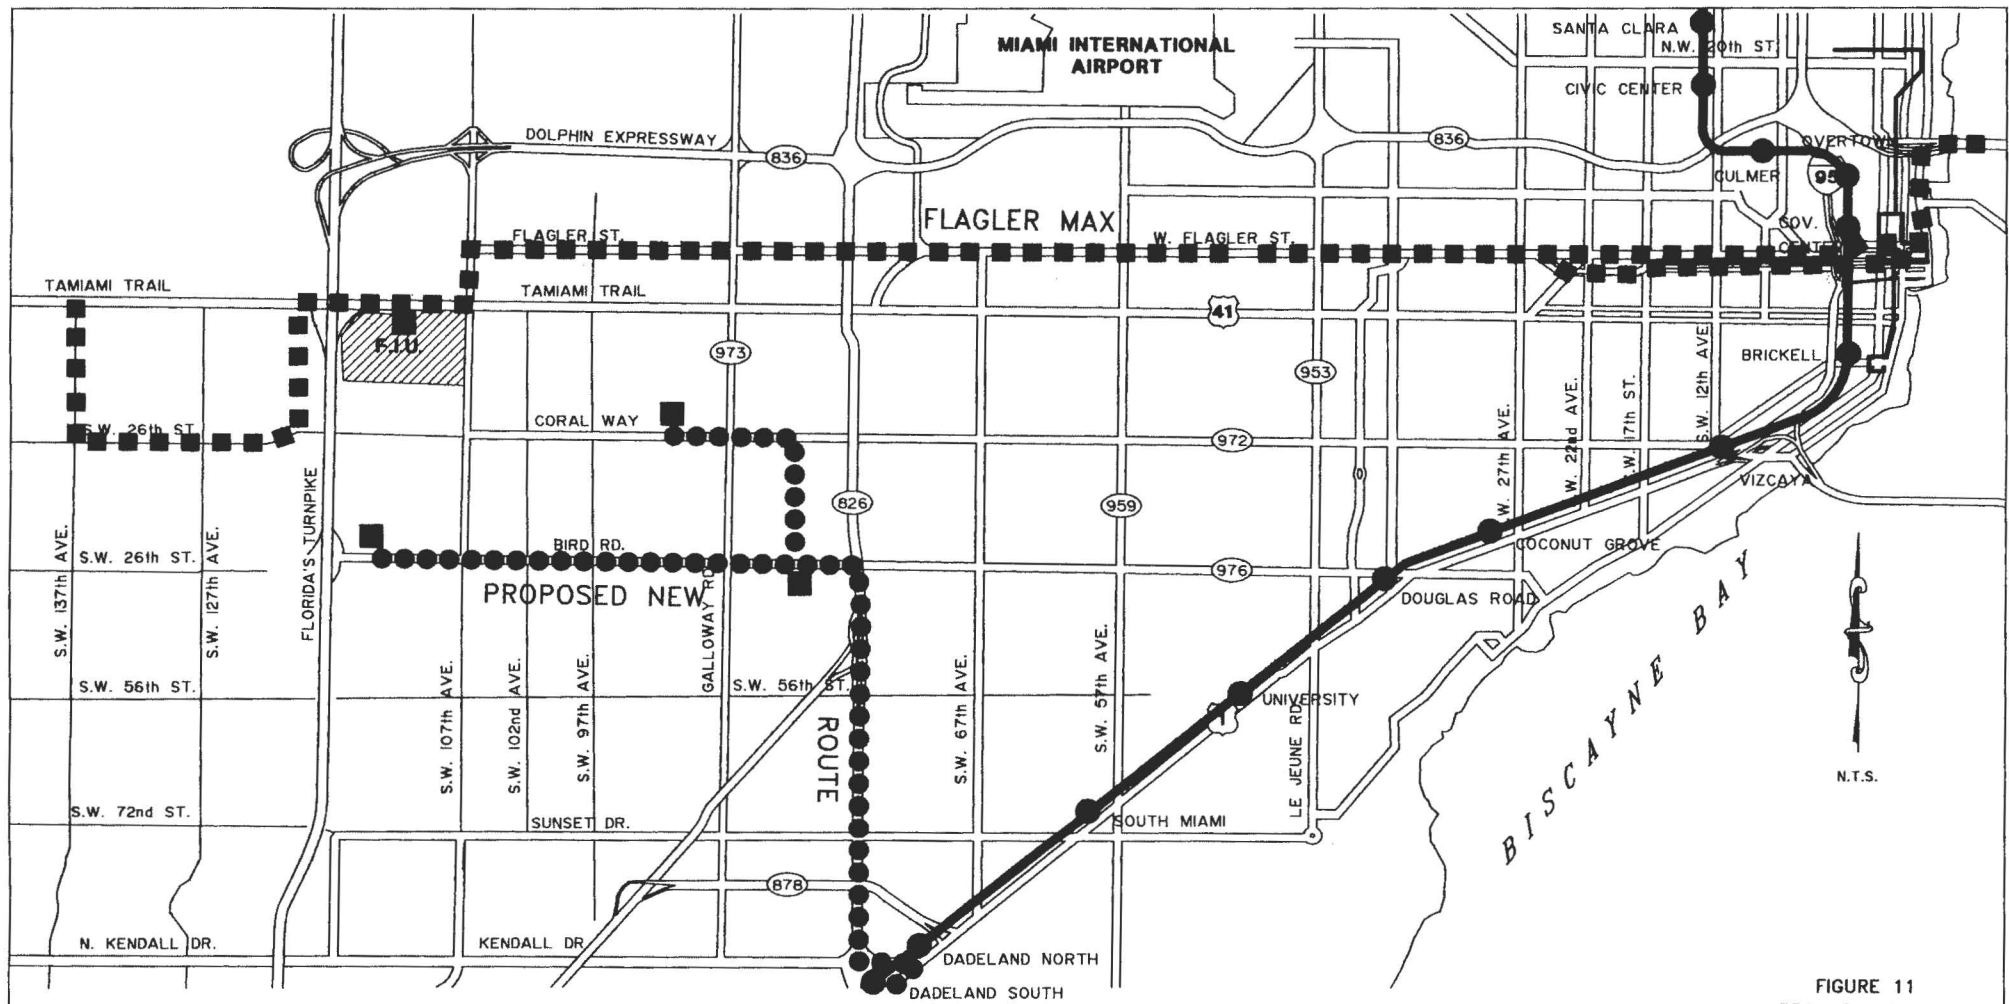 SANTA CLARA
N.W. 20th ST.
MIAMI INTERNATIONAL
AIRPORT
CIVIC CENTER
DOLPHIN EXPRESSWAY
836
836
OVERTOWN
CULMER
95
FLAGLER MAX
FLAGLER ST.
W. FLAGLER ST.
GOV.
CENTER
TAMIAMI TRAIL
TAMIAMI TRAIL
41
F.I.U.
973
BRICKELL
953
S.W. 12th AVE.
S.W. 17th ST.
S.W. 22nd AVE.
S.W. 27th AVE.
CORAL WAY
S.W. 26th ST.
972
VIZCAYA
826
959
FLORIDA'S TURNPIKE
S.W. 137th AVE.
S.W. 127th AVE.
S.W. 26th ST.
BIRD RD.
COCONUT GROVE
976
PROPOSED NEW
ROUTE
GALLOWAY RD.
DOUGLAS ROAD
S.W. 56th ST.
S.W. 107th AVE.
S.W. 102nd AVE.
S.W. 97th AVE.
S.W. 56th ST.
S.W. 67th AVE.
S.W. 57th AVE.
UNIVERSITY
1
LE JEUNE RD.
BISCAYNE BAY
N.T.S.
S.W. 72nd ST.
SUNSET DR.
SOUTH MIAMI
878
N. KENDALL DR.
KENDALL DR.
DADELAND NORTH
DADELAND SOUTH
FIGURE 11